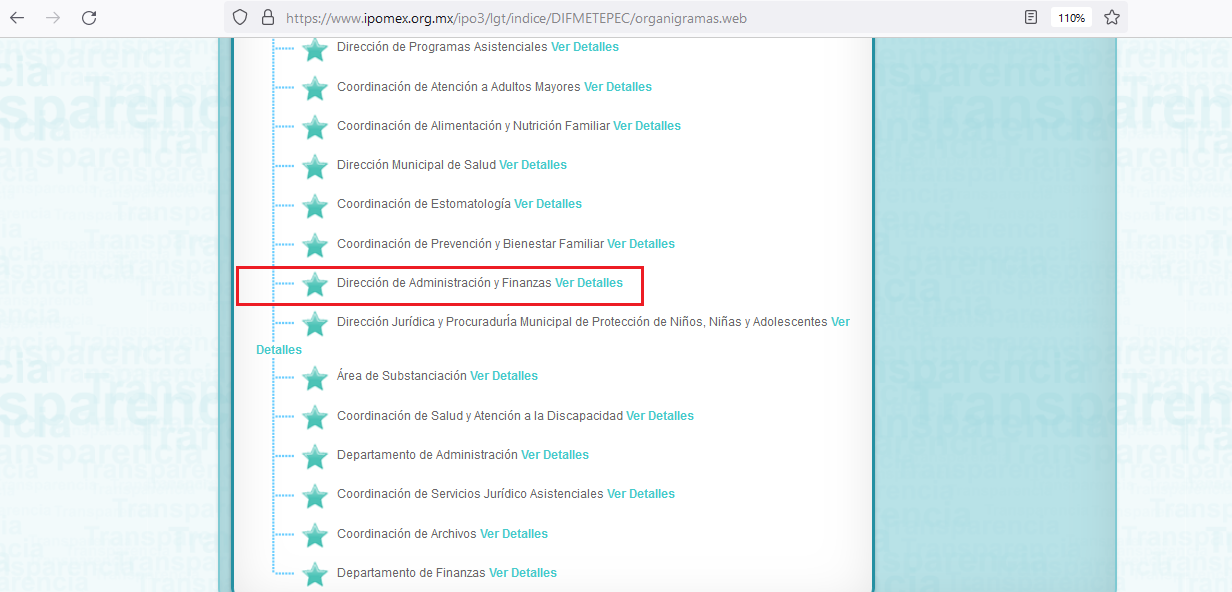 https://www.ipomex.org.mx/ipo3/lgt/indice/DIFMETEPEC/organigramas.web
110%
Dirección de Programas Asistenciales Ver Detalles
Coordinación de Atención a Adultos Mayores Ver Detalles
Coordinación de Alimentación y Nutrición Familiar Ver Detalles
Dirección Municipal de Salud Ver Detalles
Coordinación de Estomatología Ver Detalles
Coordinación de Prevención y Bienestar Familiar Ver Detalles
Dirección de Administración y Finanzas Ver Detalles
Dirección Jurídica y ProcuradurÍa Municipal de Protección de Niños, Niñas y Adolescentes Ver
Detalles
Área de Substanciación Ver Detalles
Coordinación de Salud y Atención a la Discapacidad Ver Detalles
Departamento de Administración Ver Detalles
Coordinación de Servicios Jurídico Asistenciales Ver Detalles
Coordinación de Archivos Ver Detalles
Departamento de Finanzas Ver Detalles